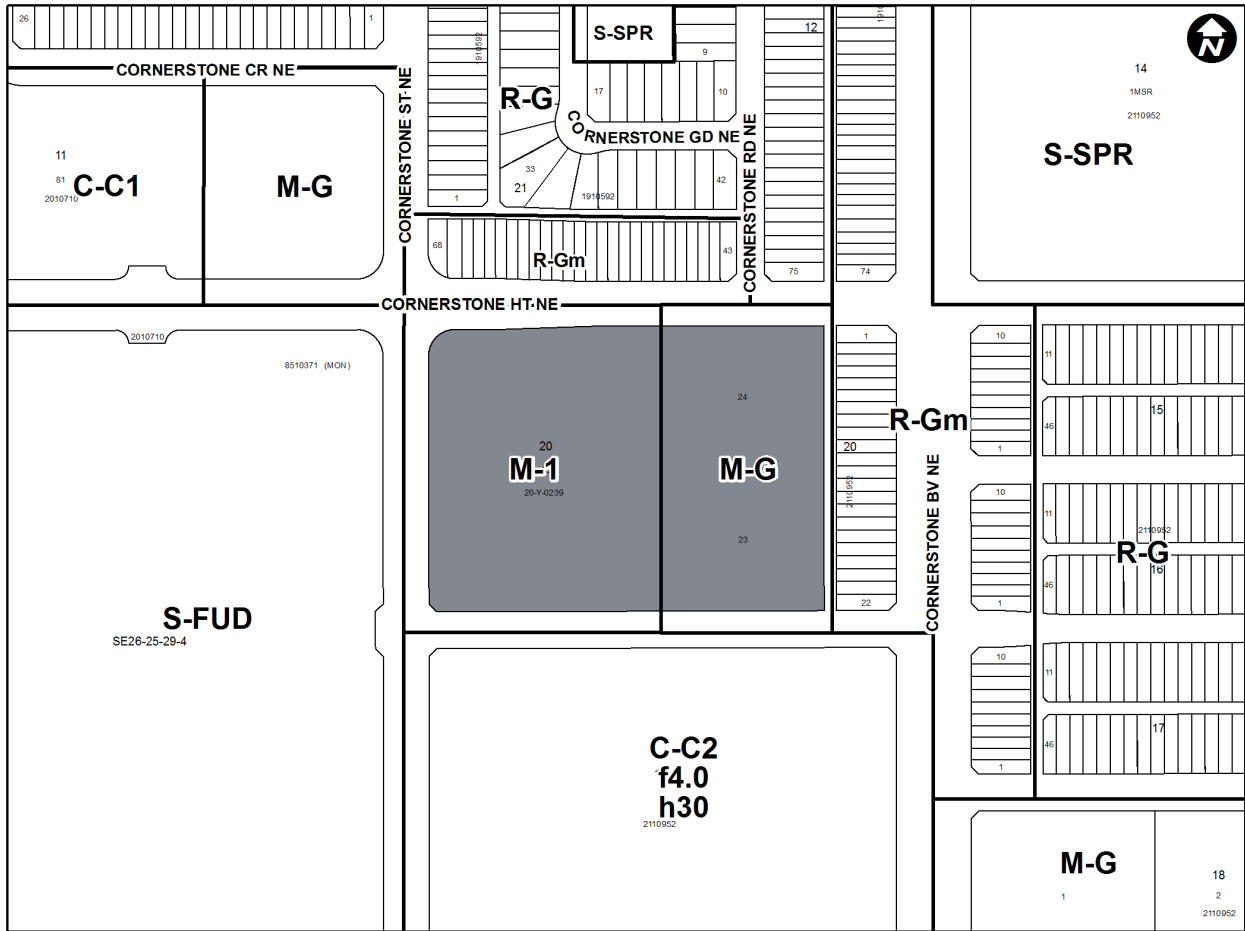 26
1
CORNERSTONE CR NE
CORNERSTONE ST NE
1910592
S-SPR
9
12
N
14
1MSR
2110952
S-SPR
R-G
17
10
CORNERSTONE GD NE
CORNERSTONE RD NE
11
81
2010710
C-C1
M-G
33
21
1910592
42
1
68
R-Gm
43
75
74
CORNERSTONE HT NE
2010710
8510371 (MON)
1
10
11
24
15
R-Gm
46
1
20
M-1
20-Y-0239
M-G
20
2110952
CORNERSTONE BV NE
10
11
2110952
R-G
16
23
46
22
1
S-FUD
SE26-25-29-4
10
11
17
46
1
C-C2
f4.0
h30
2110952
M-G
1
18
2
2110952